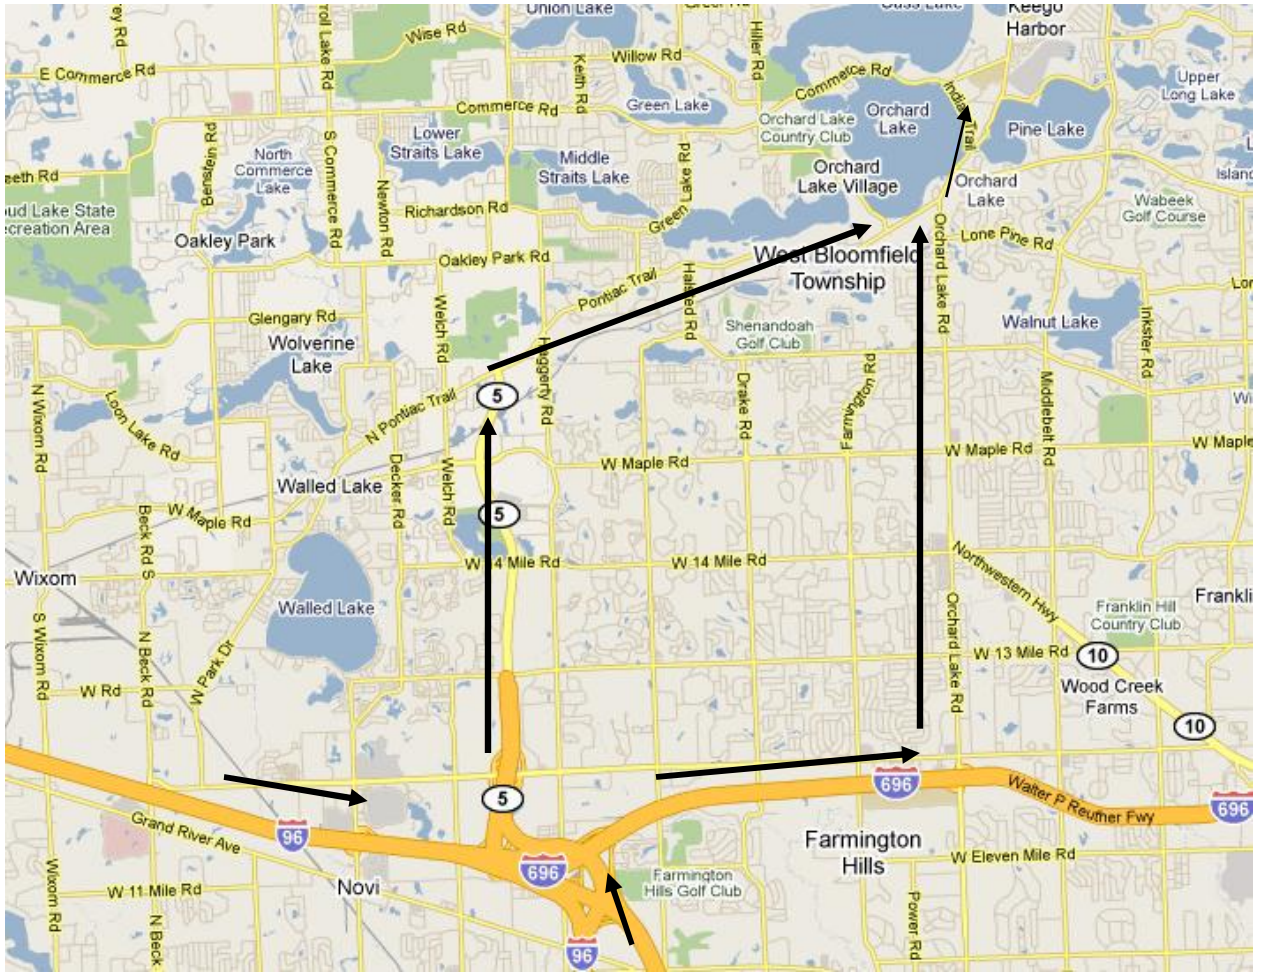 Union Lake
Cass Lake
Keego
Harbor
Wise Rd
Hiller Rd
Willow Rd
E Commerce Rd
Keith Rd
Commerce Rd
Upper
Long Lake
Commerce Rd
Green Lake
Indian Trail
Orchard
Lake
Orchard Lake
Country Club
Pine Lake
Benstein Rd
S Commerce Rd
Lower
Straits Lake
North
Commerce
Lake
Middle
Straits Lake
Orchard
Lake Village
Orchard
Lake
Newton Rd
Richardson Rd
Green
Wabeek
Golf Course
Oakley Park
Oakley Park Rd
Lone Pine Rd
Orchard Lake Rd
West Bloomfield
Township
Pontiac Trail
Halsted Rd
Welch Rd
Glengary Rd
Wolverine
Lake
Shenandoah
Golf Club
Walnut Lake
Inkster Rd
Haggerty Rd
5
N Pontiac Trail
Loon Lake Rd
N Wixom Rd
Drake Rd
Farmington Rd
Middlebelt Rd
W Maple Rd
W Maple Rd
W Maple
Walled Lake
Decker Rd
Welch Rd
W Maple Rd
5
Beck Rd S
W 14 Mile Rd
W 14 Mile Rd
Northwestern Hwy
Wixom
Walled Lake
Franklin Hill
Country Club
Orchard Lake Rd
S Wixom Rd
N Beck Rd
W Park Dr
W 13 Mile Rd
10
W Rd
Wood Creek
Farms
10
696
5
Walter P Reuther Fwy
696
96
Grand River Ave
Farmington
Hills
W Eleven Mile Rd
696
Novi
Farmington
Hills Golf Club
W 11 Mile Rd
Wixom Rd
N Beck
Power Rd
96